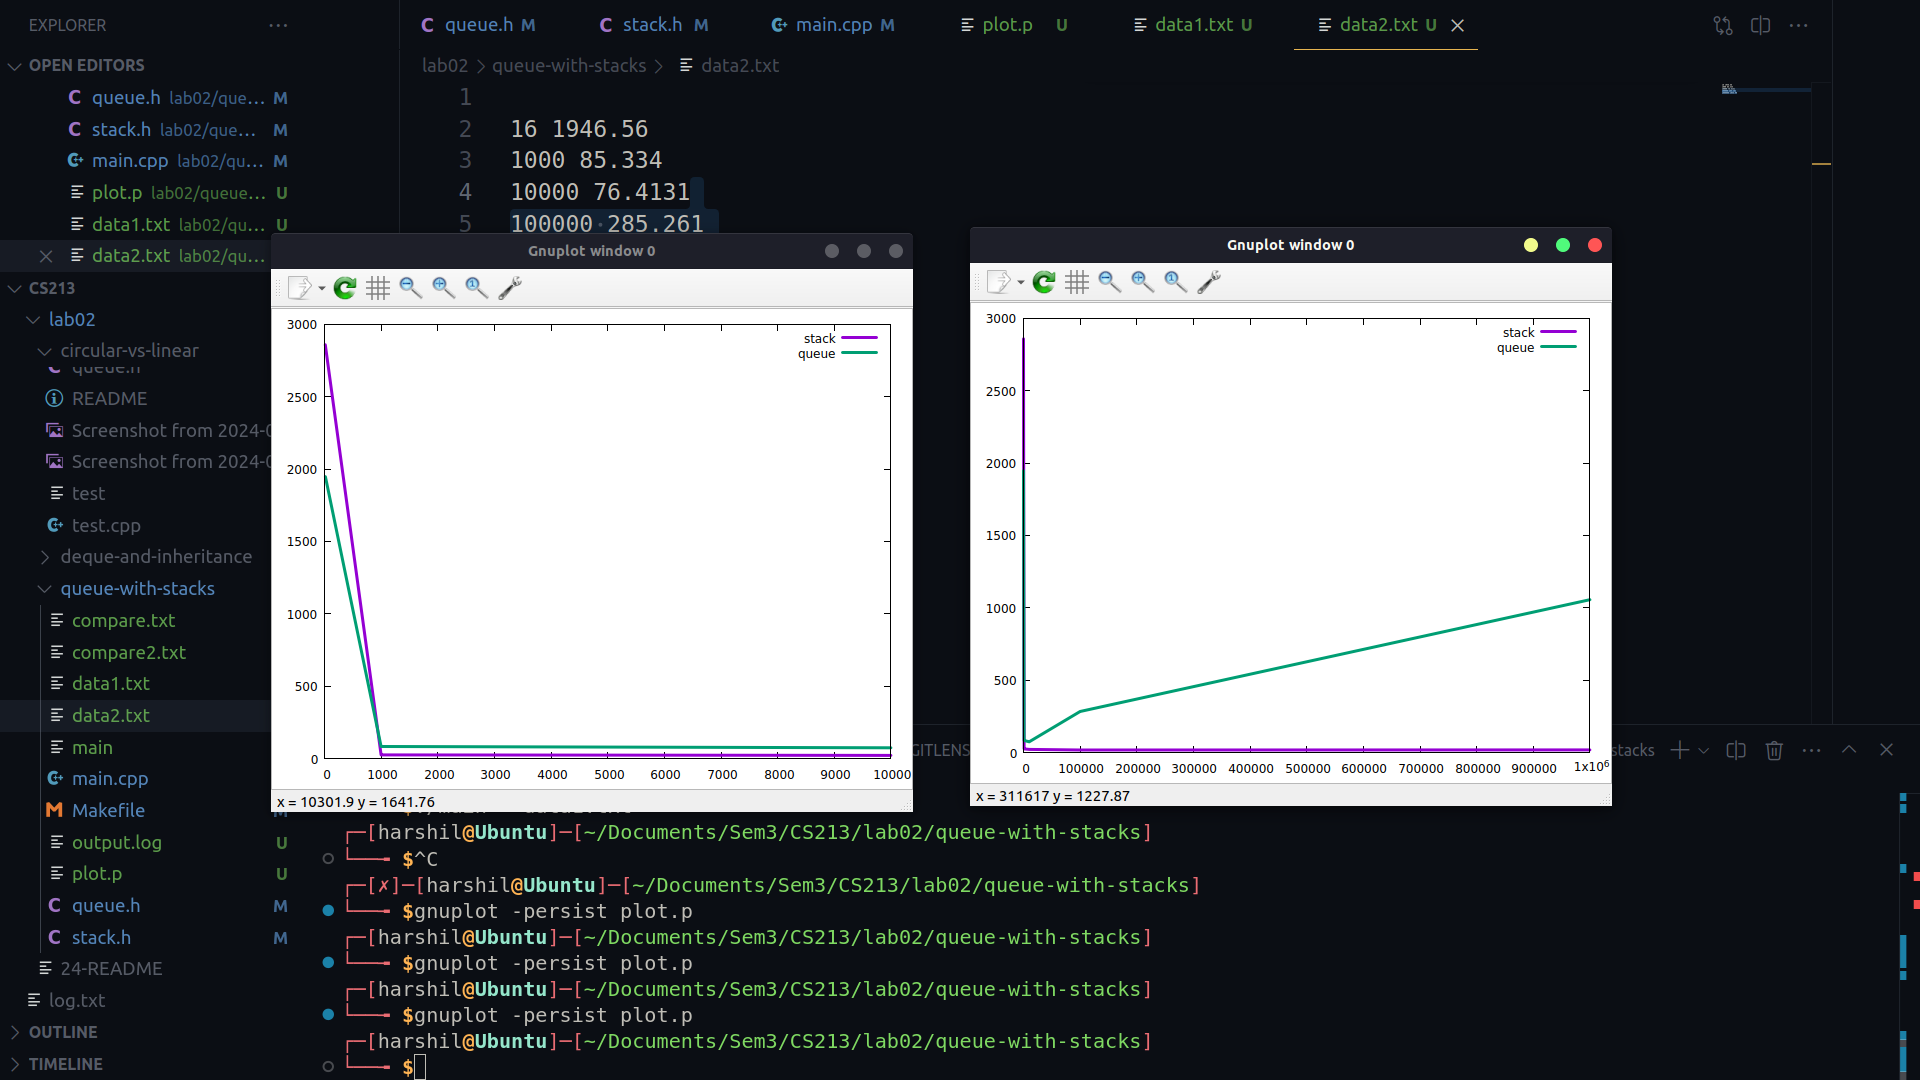 EXPLORER
OPEN EDITORS
queue.h lab02/que... M
stack.h lab02/que... M
main.cpp lab02/qu... M
plot.p lab02/queue... U
data1.txt lab02/qu... U
data2.txt lab02/qu...
CS213
lab02
circular-vs-linear
queue.h
README
Screenshot from 2024-0
Screenshot from 2024-0
test
test.cpp
deque-and-inheritance
queue-with-stacks
compare.txt
compare2.txt
data1.txt
data2.txt
main
main.cpp
Makefile
output.log U
plot.p U
queue.h M
stack.h M
24-README
log.txt
OUTLINE
TIMELINE
queue.h M stack.h M main.cpp M plot.p U data1.txt U data2.txt U
lab02 > queue-with-stacks > data2.txt
1
2 16 1946.56
3 1000 85.334
4 10000 76.4131
5 100000·285.261
Gnuplot window 0
stack
queue
3000
2500
2000
1500
1000
500
0
0 1000 2000 3000 4000 5000 6000 7000 8000 9000 10000
x = 10301.9 y = 1641.76
Gnuplot window 0
stack
queue
3000
2500
2000
1500
1000
500
0
0 100000 200000 300000 400000 500000 600000 700000 800000 900000 1x10⁶
x = 311617 y = 1227.87
GITLENS
stacks
┌─[harshil@Ubuntu]─[~/Documents/Sem3/CS213/lab02/queue-with-stacks]
└──╼ $^C
┌─[✗]─[harshil@Ubuntu]─[~/Documents/Sem3/CS213/lab02/queue-with-stacks]
└──╼ $gnuplot -persist plot.p
┌─[harshil@Ubuntu]─[~/Documents/Sem3/CS213/lab02/queue-with-stacks]
└──╼ $gnuplot -persist plot.p
┌─[harshil@Ubuntu]─[~/Documents/Sem3/CS213/lab02/queue-with-stacks]
└──╼ $gnuplot -persist plot.p
┌─[harshil@Ubuntu]─[~/Documents/Sem3/CS213/lab02/queue-with-stacks]
└──╼ $